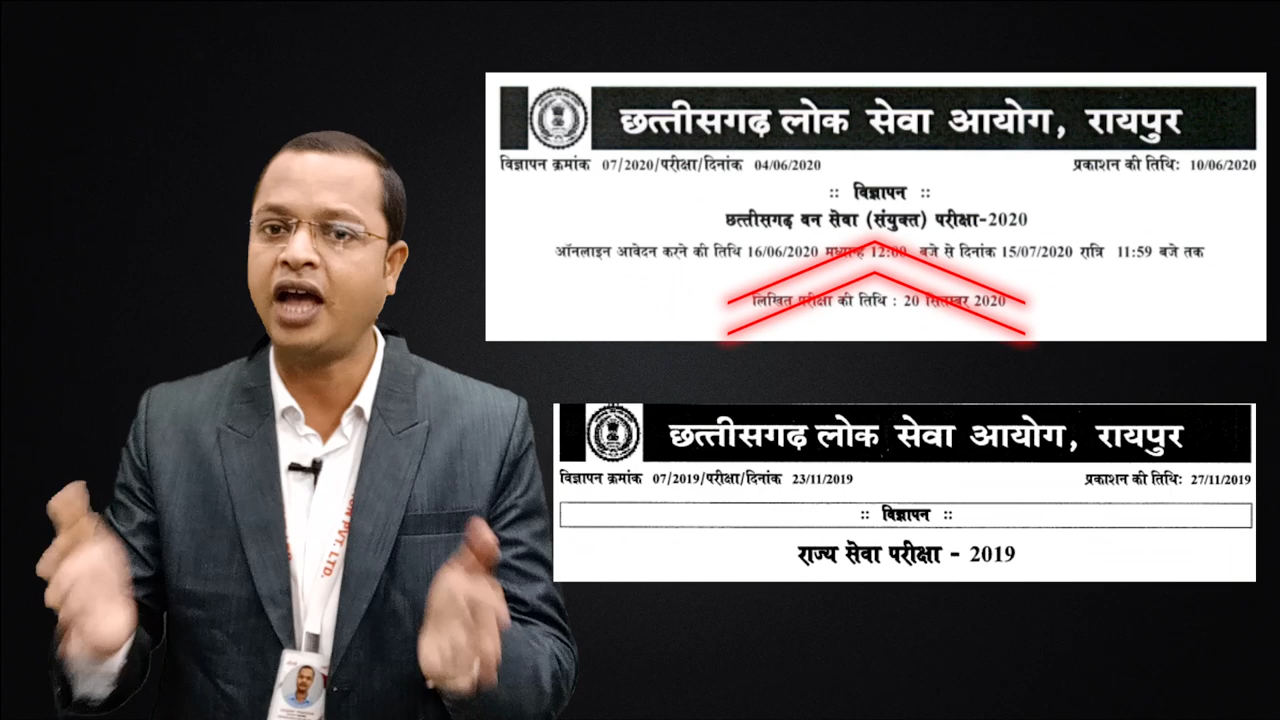 छत्तीसगढ़ लोक सेवा आयोग, रायपुर
विज्ञापन क्रमांक 07/2020/परीक्षा/दिनांक 04/06/2020 प्रकाशन की तिथि: 10/06/2020
:: विज्ञापन ::
छत्तीसगढ़ वन सेवा (संयुक्त) परीक्षा-2020
ऑनलाइन आवेदन करने की तिथि 16/06/2020 मध्यान्ह 12:00 बजे से दिनांक 15/07/2020 रात्रि 11:59 बजे तक
लिखित परीक्षा की तिथि : 20 सितम्बर 2020
छत्तीसगढ़ लोक सेवा आयोग, रायपुर
विज्ञापन क्रमांक 07/2019/परीक्षा/दिनांक 23/11/2019 प्रकाशन की तिथि: 27/11/2019
:: विज्ञापन ::
राज्य सेवा परीक्षा - 2019
PVT. LTD.